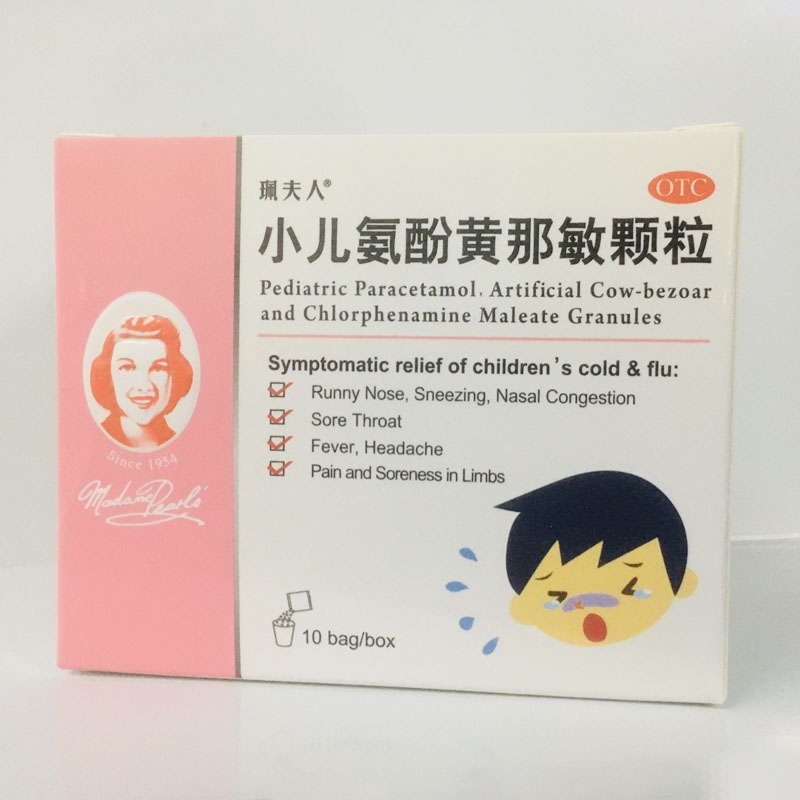 珮夫人®
OTC
小儿氨酚黄那敏颗粒
Pediatric Paracetamol, Artificial Cow-bezoar
and Chlorphenamine Maleate Granules
Symptomatic relief of children's cold & flu:
Runny Nose, Sneezing, Nasal Congestion
Sore Throat
Fever, Headache
Pain and Soreness in Limbs
10 bag/box
Since 1954
Madame Pearls'